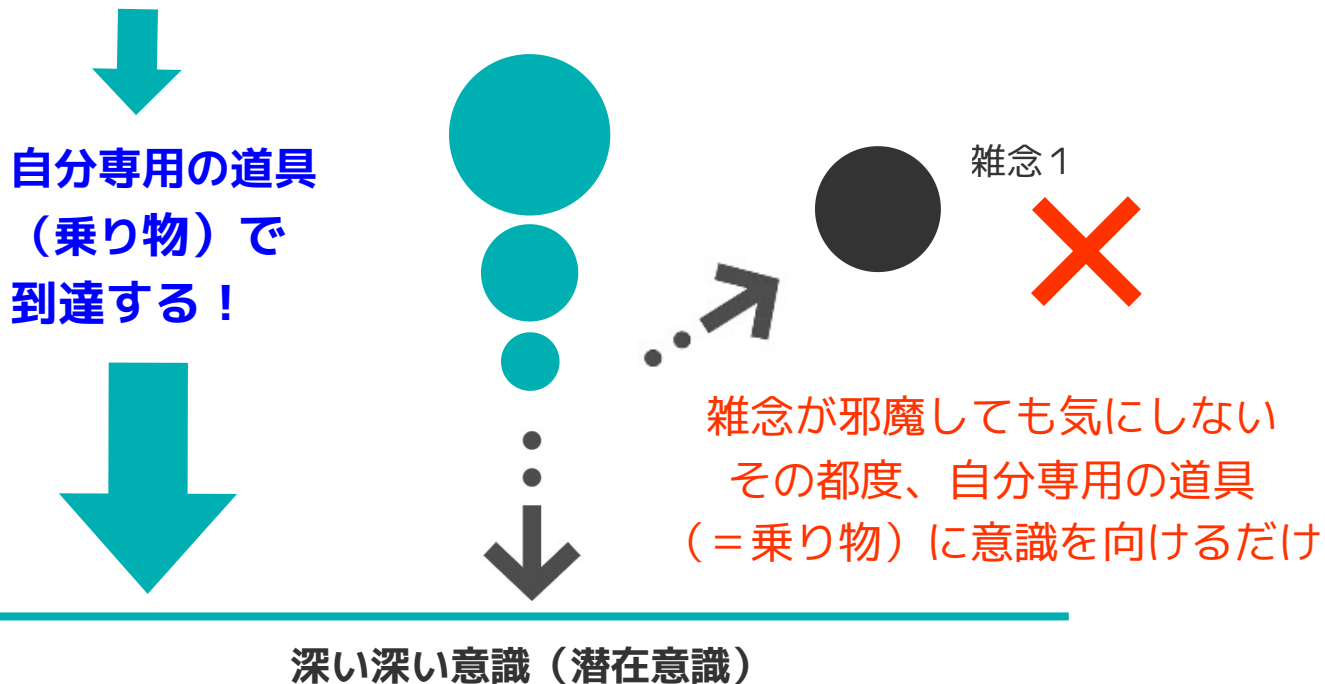 自分専用の道具
（乗り物）で
到達する！
雑念１
雑念が邪魔しても気にしない
その都度、自分専用の道具
（＝乗り物）に意識を向けるだけ
深い深い意識（潜在意識）